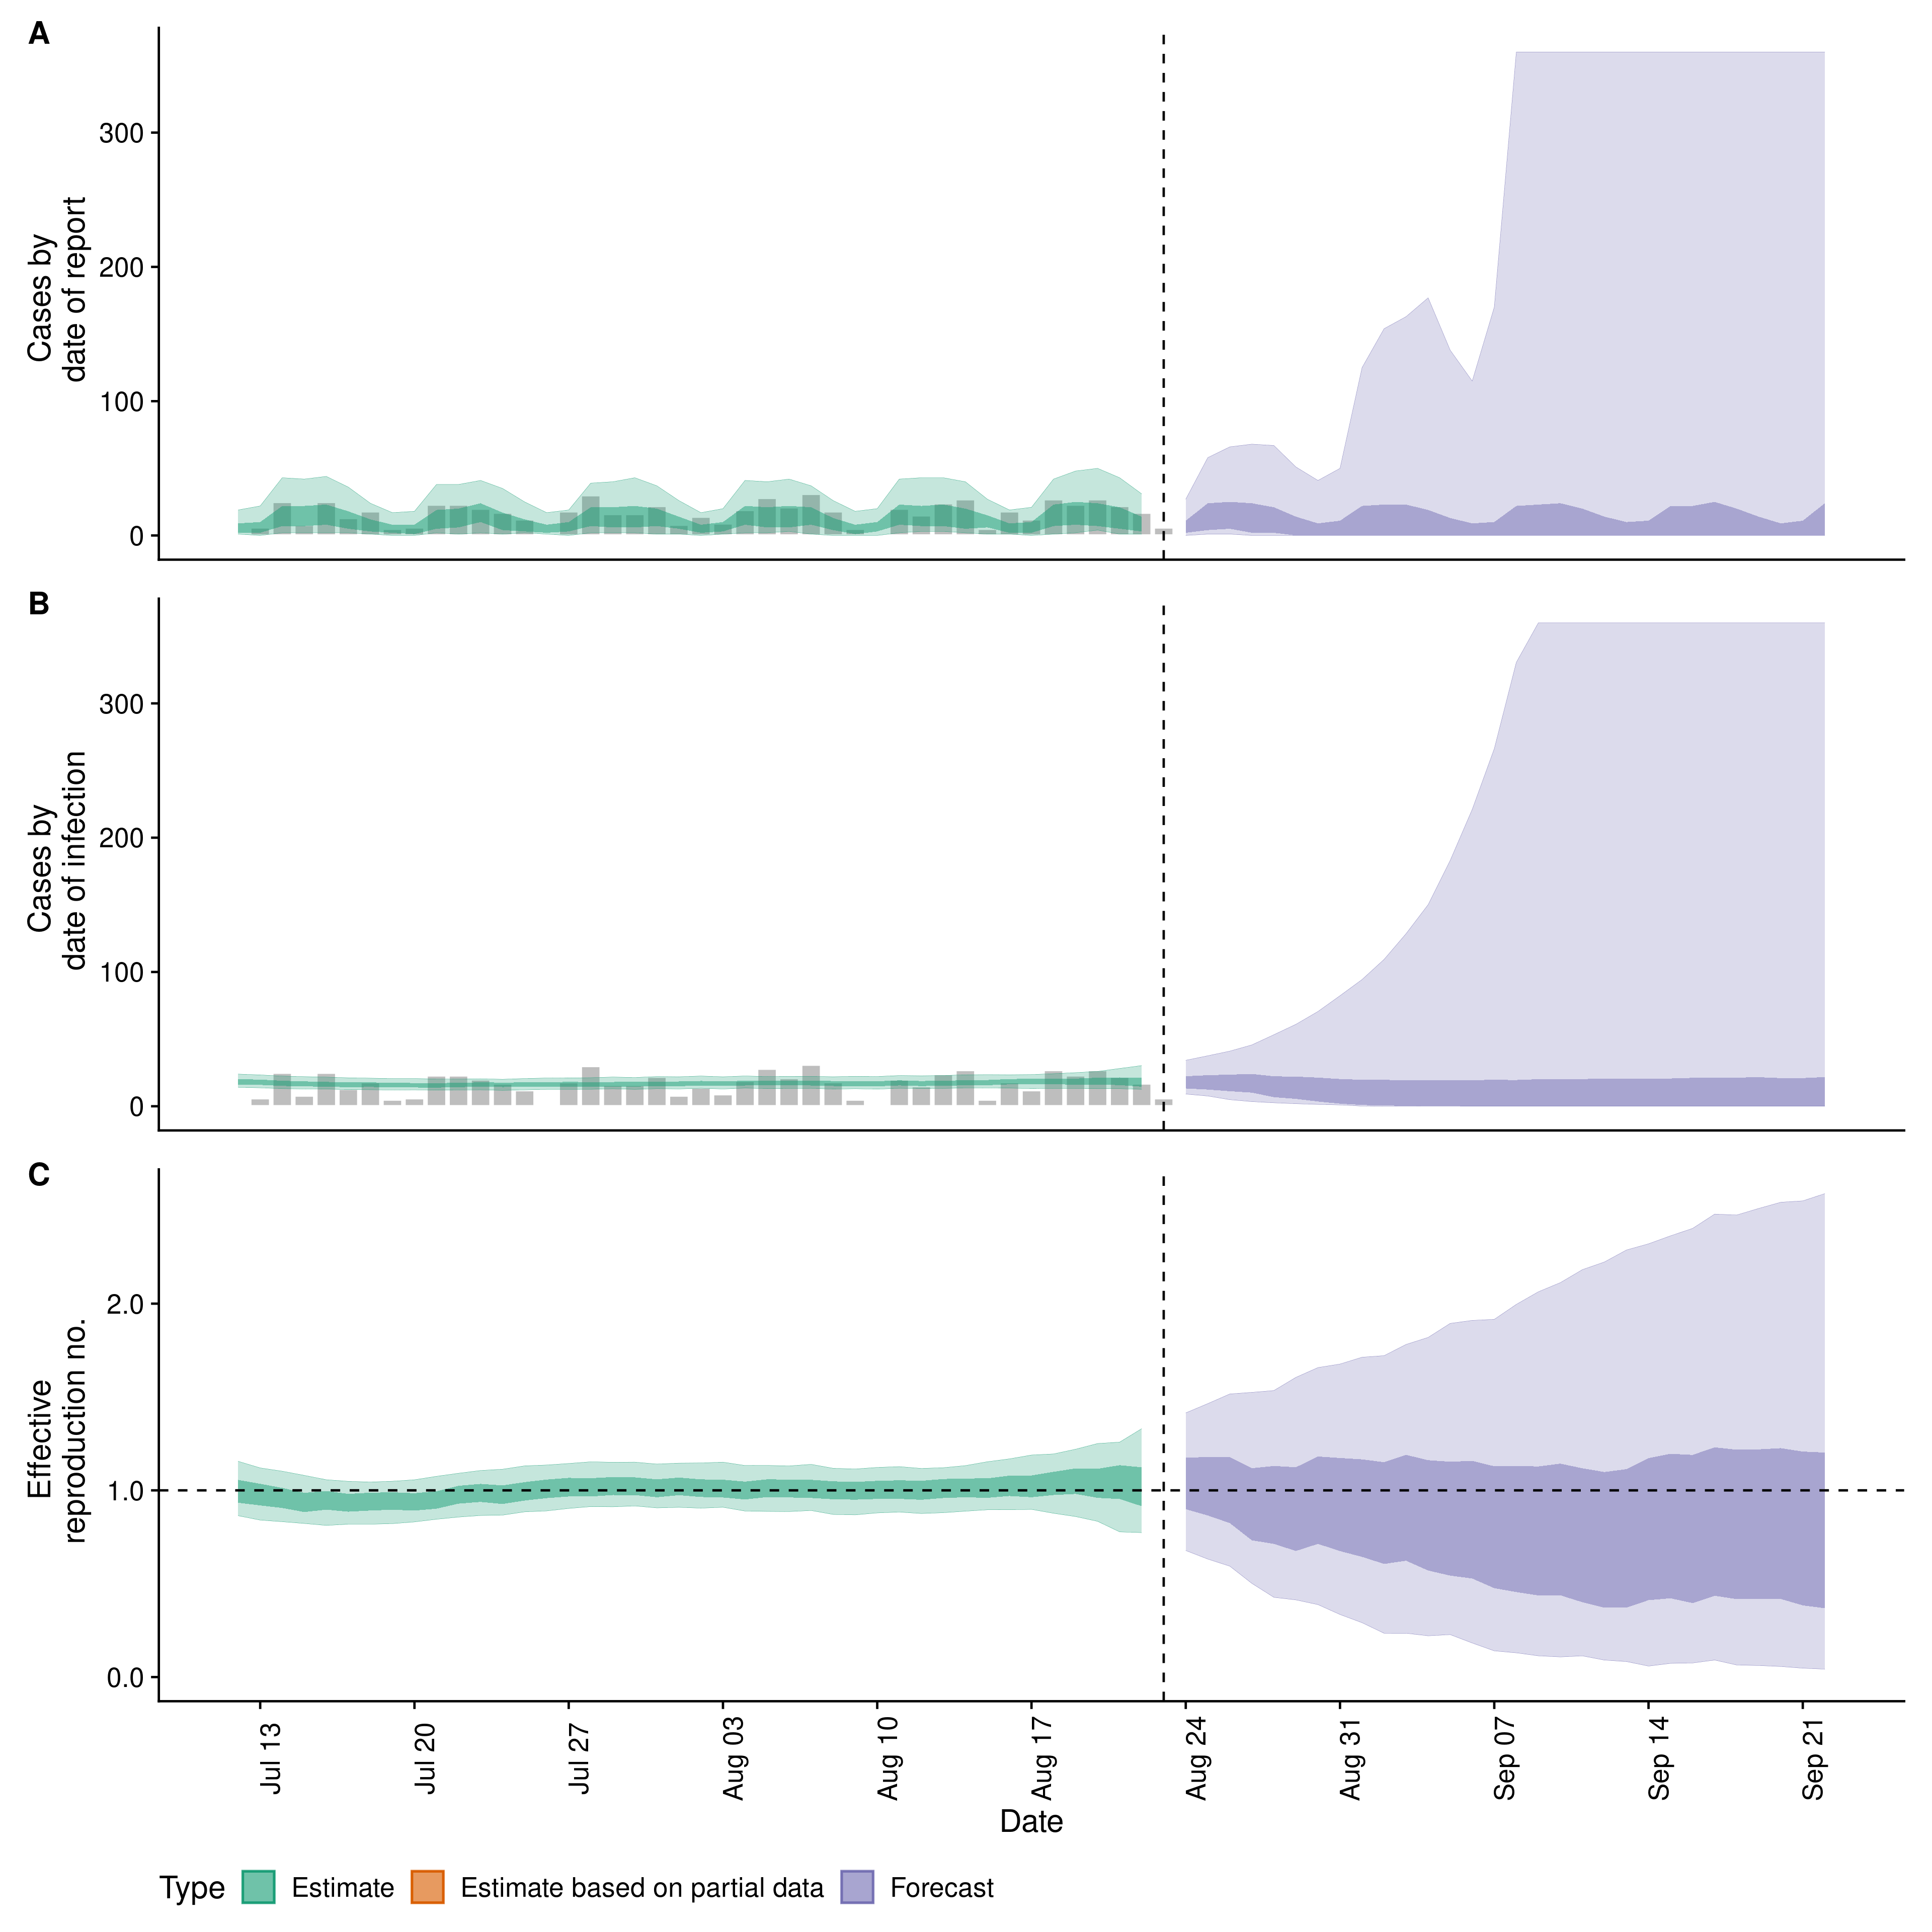 A
Cases by
date of report
300
200
100
0
B
Cases by
date of infection
300
200
100
0
C
Effective
reproduction no.
2.0
1.0
0.0
Jul 13
Jul 20
Jul 27
Aug 03
Aug 10
Aug 17
Aug 24
Aug 31
Sep 07
Sep 14
Sep 21
Date
Type Estimate Estimate based on partial data Forecast